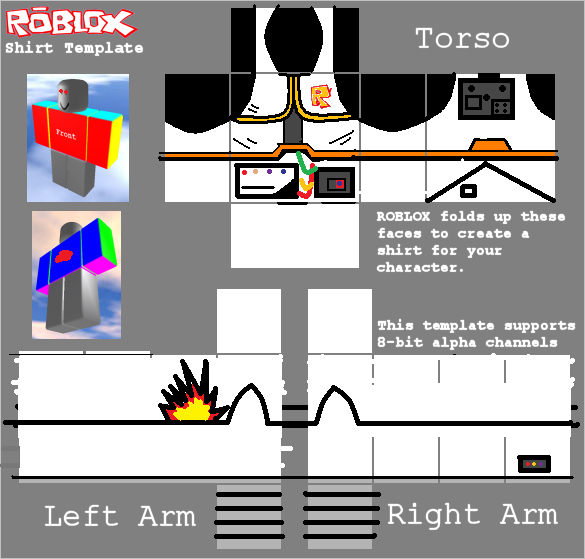 ROBLOX
Shirt Template
Torso
Front
R
ROBLOX folds up these
faces to create a
shirt for your
character.
This template supports
8-bit alpha channels
Left Arm
Right Arm